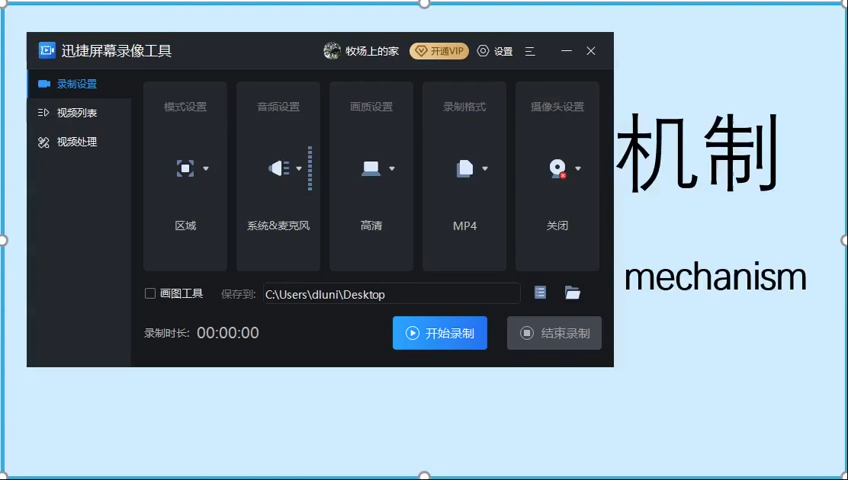 迅捷屏幕录像工具
牧场上的家
开通VIP
设置
录制设置
视频列表
视频处理
模式设置
音频设置
画质设置
录制格式
摄像头设置
区域
系统&麦克风
高清
MP4
关闭
画图工具
保存到:
C:\Users\dluni\Desktop
录制时长: 00:00:00
开始录制
结束录制
机制
mechanism